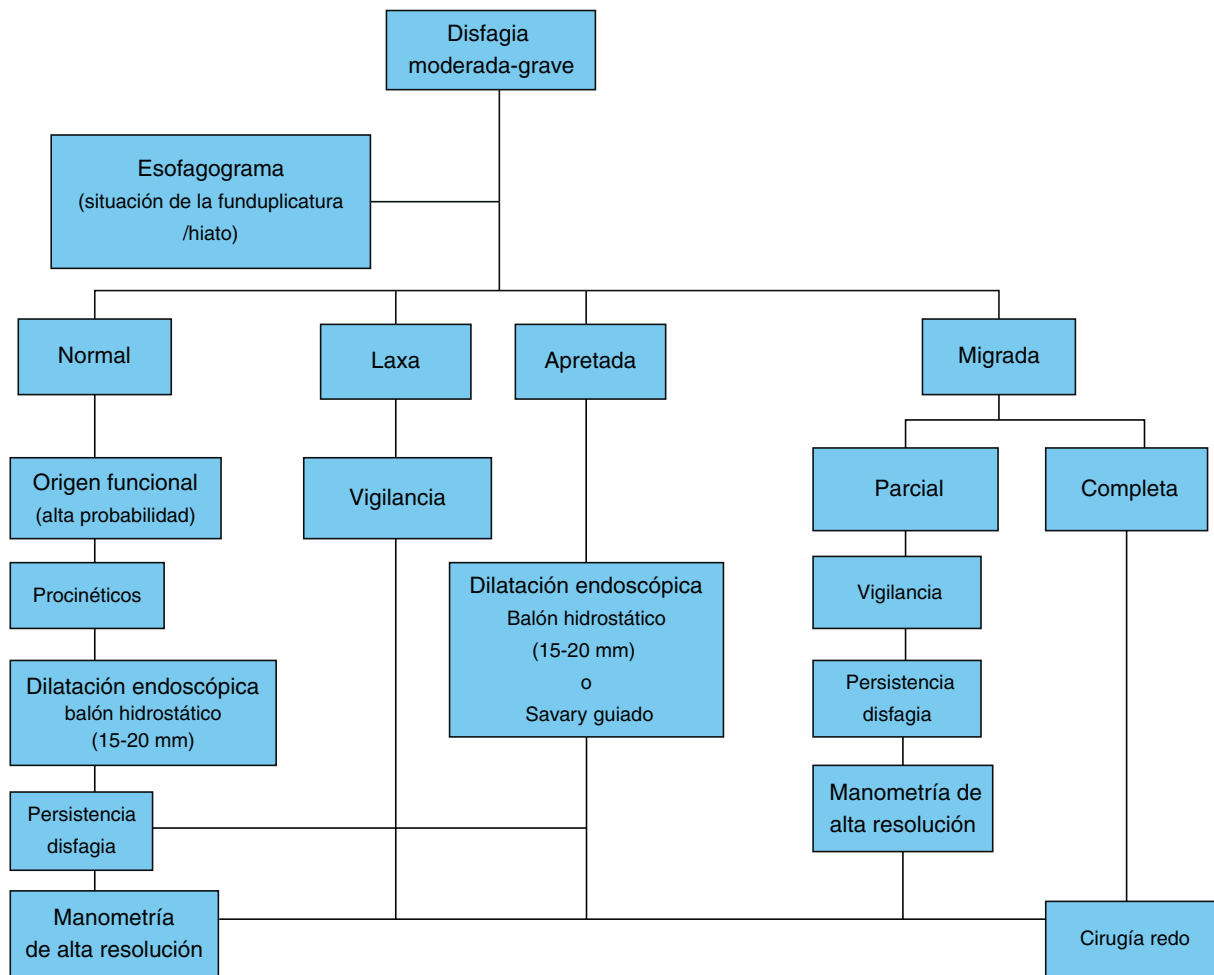 Disfagia
moderada-grave
Esofagograma
(situación de la funduplicatura
/hiato)
Normal
Laxa
Apretada
Migrada
Origen funcional
(alta probabilidad)
Vigilancia
Parcial
Completa
Procinéticos
Dilatación endoscópica
Balón hidrostático
(15-20 mm)
o
Savary guiado
Vigilancia
Dilatación endoscópica
balón hidrostático
(15-20 mm)
Persistencia
disfagia
Persistencia
disfagia
Manometría de
alta resolución
Manometría
de alta resolución
Cirugía redo